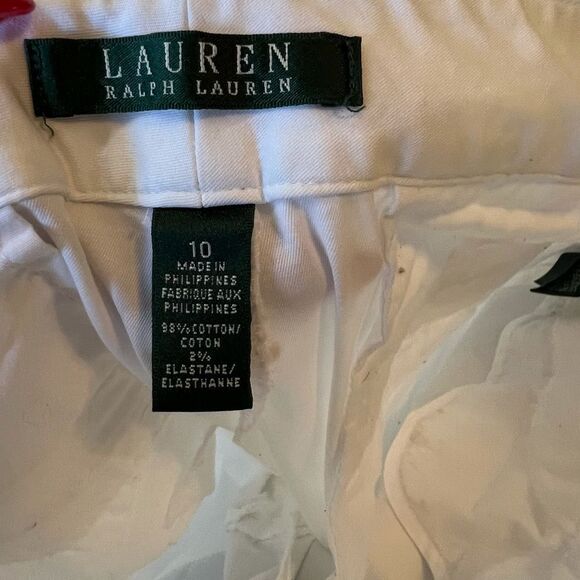 LAUREN
RALPH LAUREN
10
MADE IN
PHILIPPINES
FABRIQUE AUX
PHILIPPINES
98% COTTON/
COTON
2%
ELASTANE/
ELASTHANNE